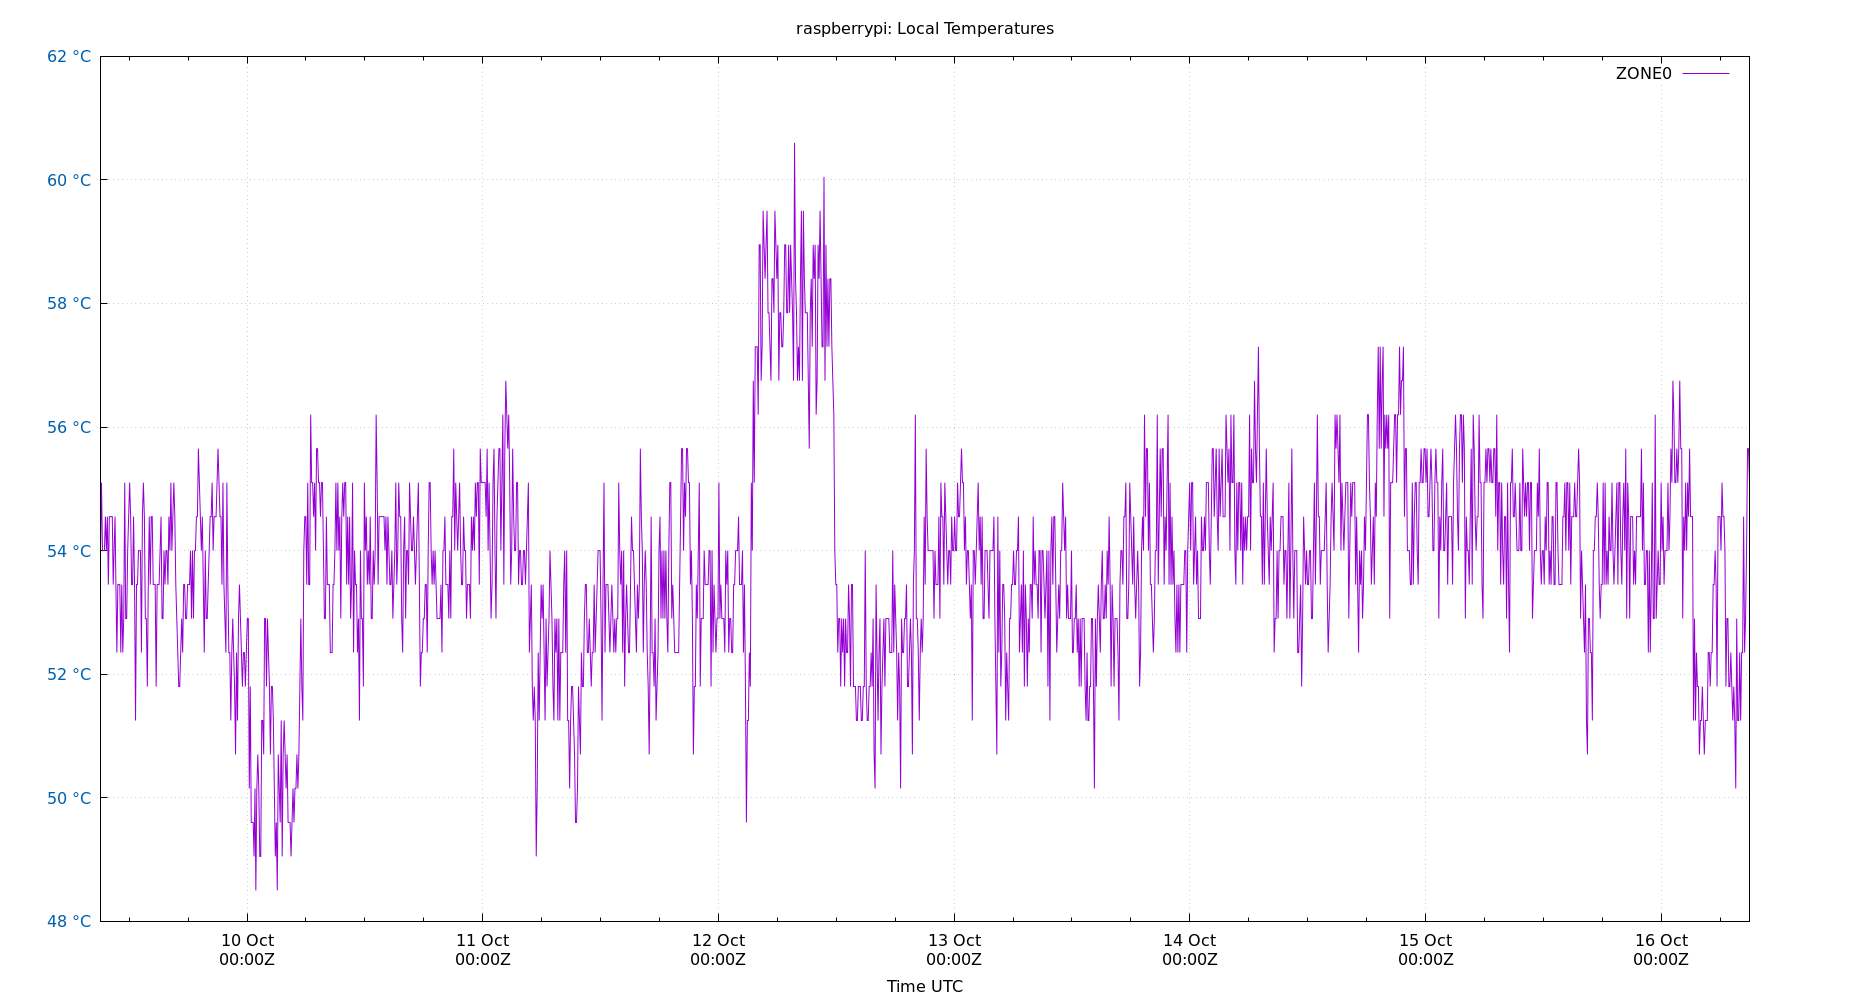 raspberrypi: Local Temperatures
62 °C
ZONE0
60 °C
58 °C
56 °C
54 °C
52 °C
50 °C
48 °C
10 Oct 11 Oct 12 Oct 13 Oct 14 Oct 15 Oct 16 Oct
00:00Z 00:00Z 00:00Z 00:00Z 00:00Z 00:00Z 00:00Z
Time UTC